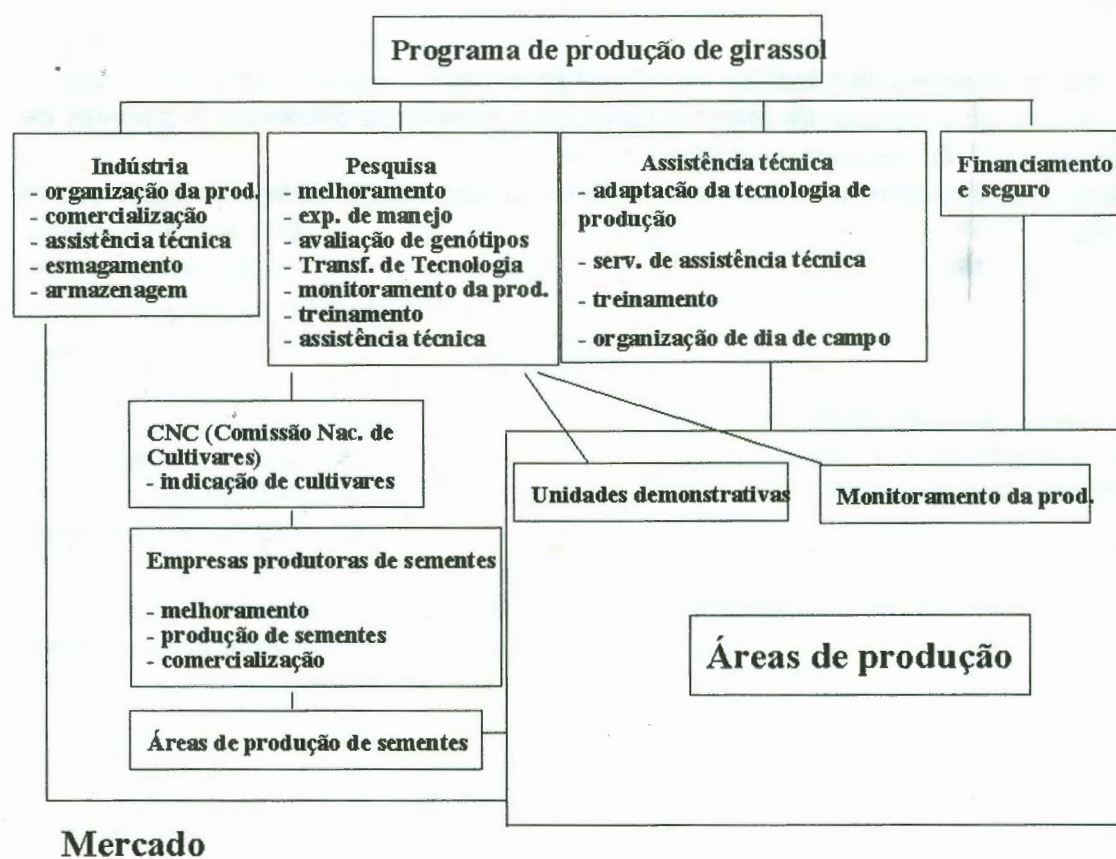 Programa de produção de girassol
Indústria
- organização da prod.
- comercialização
- assistência técnica
- esmagamento
- armazenagem
Pesquisa
- melhoramento
- exp. de manejo
- avaliação de genótipos
- Transf. de Tecnologia
- monitoramento da prod.
- treinamento
- assistência técnica
Assistência técnica
- adaptacão da tecnologia de
produção
- serv. de assistência técnica
- treinamento
- organização de dia de campo
Financiamento
e seguro
CNC (Comissão Nac. de
Cultivares)
- indicação de cultivares
Empresas produtoras de sementes
- melhoramento
- produção de sementes
- comercialização
Áreas de produção de sementes
Unidades demonstrativas
Monitoramento da prod.
Áreas de produção
Mercado